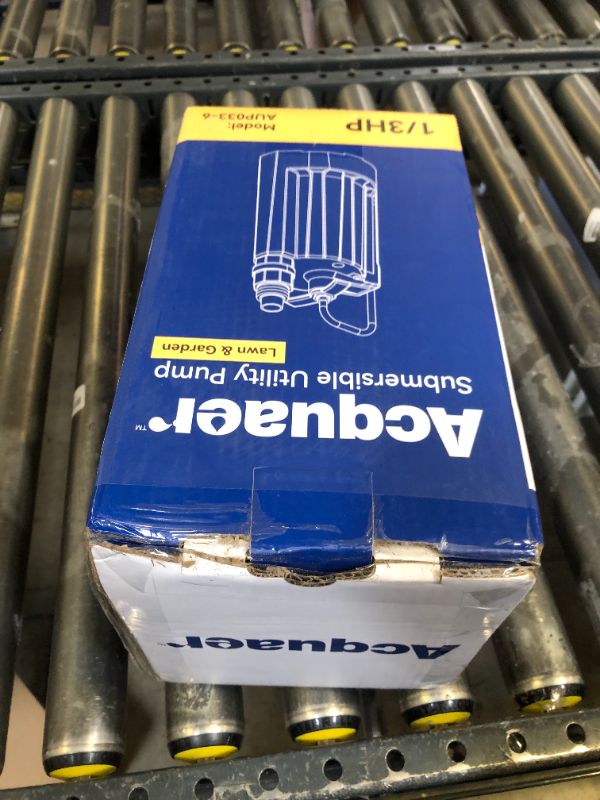 Acquaer™
Submersible Utility Pump
Lawn & Garden
1/3HP
Model:
AUP033-6
Acquaer